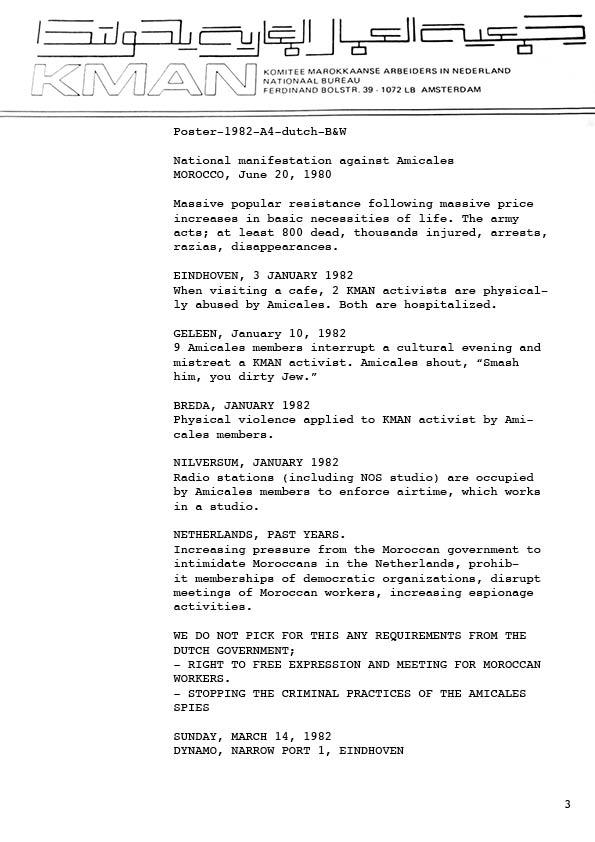 جمعية العمال المغاربة بهولندا
KMAN
KOMITEE MAROKKAANSE ARBEIDERS IN NEDERLAND
NATIONAAL BUREAU
FERDINAND BOLSTR. 39 - 1072 LB AMSTERDAM
Poster-1982-A4-dutch-B&W
National manifestation against Amicales
MOROCCO, June 20, 1980
Massive popular resistance following massive price
increases in basic necessities of life. The army
acts; at least 800 dead, thousands injured, arrests,
razias, disappearances.
EINDHOVEN, 3 JANUARY 1982
When visiting a cafe, 2 KMAN activists are physical-
ly abused by Amicales. Both are hospitalized.
GELEEN, January 10, 1982
9 Amicales members interrupt a cultural evening and
mistreat a KMAN activist. Amicales shout, “Smash
him, you dirty Jew.”
BREDA, JANUARY 1982
Physical violence applied to KMAN activist by Ami-
cales members.
NILVERSUM, JANUARY 1982
Radio stations (including NOS studio) are occupied
by Amicales members to enforce airtime, which works
in a studio.
NETHERLANDS, PAST YEARS.
Increasing pressure from the Moroccan government to
intimidate Moroccans in the Netherlands, prohib-
it memberships of democratic organizations, disrupt
meetings of Moroccan workers, increasing espionage
activities.
WE DO NOT PICK FOR THIS ANY REQUIREMENTS FROM THE
DUTCH GOVERNMENT;
- RIGHT TO FREE EXPRESSION AND MEETING FOR MOROCCAN
WORKERS.
- STOPPING THE CRIMINAL PRACTICES OF THE AMICALES
SPIES
SUNDAY, MARCH 14, 1982
DYNAMO, NARROW PORT 1, EINDHOVEN
3